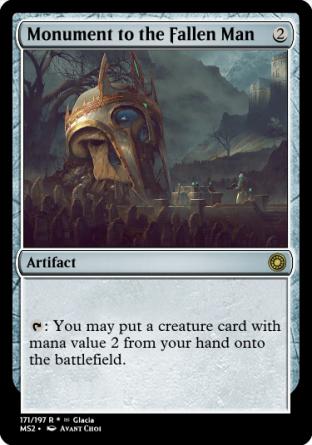 Monument to the Fallen Man 2
Artifact
: You may put a creature card with
mana value 2 from your hand onto
the battlefield.
171/197 R * ∞ Glacia
MS2 • Avant Choi